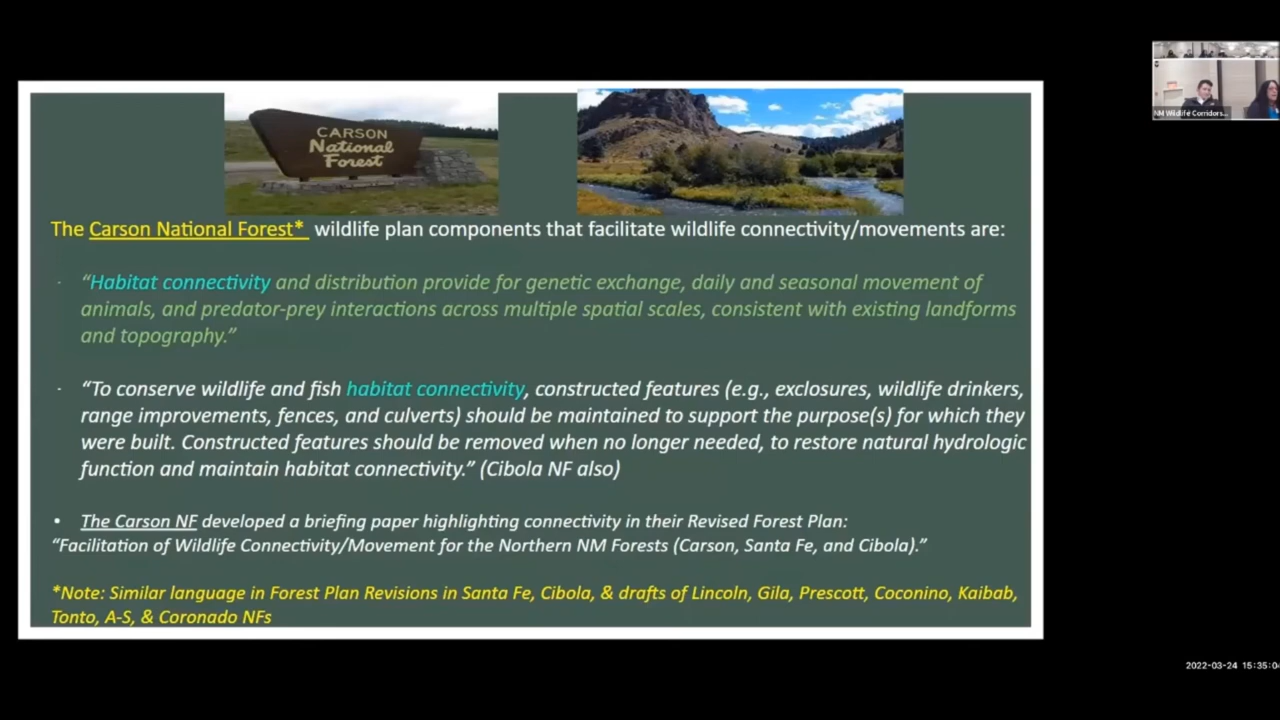 CARSON
National
Forest
NM Wildlife Corridors...
The Carson National Forest* wildlife plan components that facilitate wildlife connectivity/movements are:
· “Habitat connectivity and distribution provide for genetic exchange, daily and seasonal movement of
animals, and predator-prey interactions across multiple spatial scales, consistent with existing landforms
and topography.”
· “To conserve wildlife and fish habitat connectivity, constructed features (e.g., exclosures, wildlife drinkers,
range improvements, fences, and culverts) should be maintained to support the purpose(s) for which they
were built. Constructed features should be removed when no longer needed, to restore natural hydrologic
function and maintain habitat connectivity.” (Cibola NF also)
• The Carson NF developed a briefing paper highlighting connectivity in their Revised Forest Plan:
“Facilitation of Wildlife Connectivity/Movement for the Northern NM Forests (Carson, Santa Fe, and Cibola).”
*Note: Similar language in Forest Plan Revisions in Santa Fe, Cibola, & drafts of Lincoln, Gila, Prescott, Coconino, Kaibab,
Tonto, A-S, & Coronado NFs
2022-03-24 15:35:04